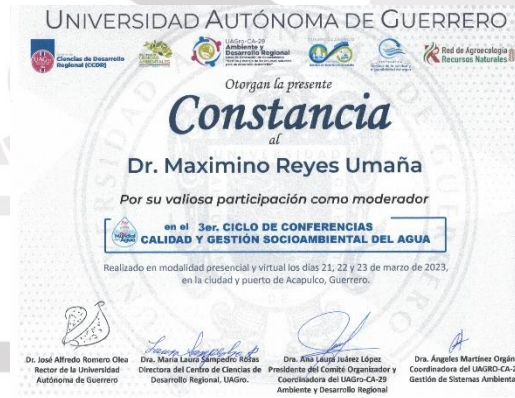 UNIVERSIDAD AUTÓNOMA DE GUERRERO
Ciencias de Desarrollo
Regional (CCDR)
UAGro-CA-29
Ambiente y
Desarrollo Regional
Red de Agroecología
Recursos Naturales
Otorgan la presente
Constancia
al
Dr. Maximino Reyes Umaña
Por su valiosa participación como moderador
en el 3er. CICLO DE CONFERENCIAS
CALIDAD Y GESTIÓN SOCIOAMBIENTAL DEL AGUA
Realizado en modalidad presencial y virtual los días 21, 22 y 23 de marzo de 2023,
en la ciudad y puerto de Acapulco, Guerrero.
Dr. José Alfredo Romero Olea
Rector de la Universidad
Autónoma de Guerrero
Dra. María Laura Sampedro Rosas
Directora del Centro de Ciencias de
Desarrollo Regional, UAGro.
Dra. Ana Laura Juárez López
Presidente del Comité Organizador y
Coordinadora del UAGro-CA-29
Ambiente y Desarrollo Regional
Dra. Ángeles Martínez Orgán
Coordinadora del UAGRO-CA-2
Gestión de Sistemas Ambienta